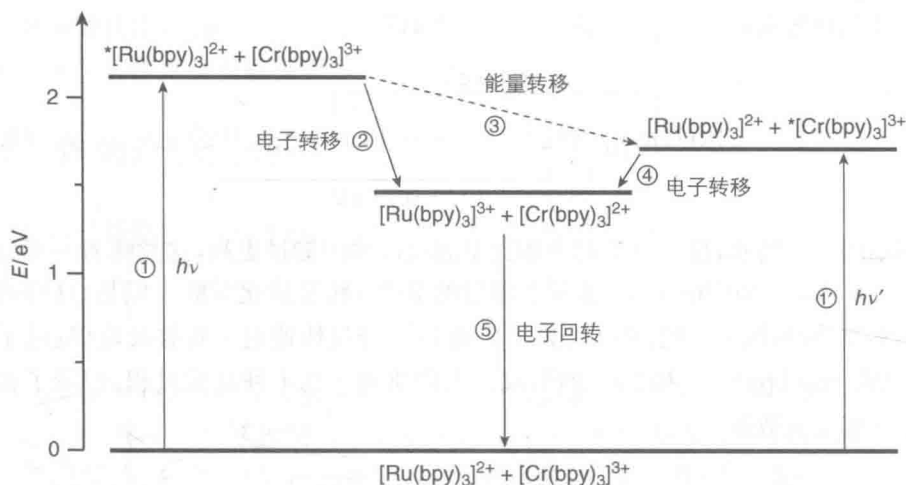 *[Ru(bpy)₃]²⁺ + [Cr(bpy)₃]³⁺
能量转移
2
③
[Ru(bpy)₃]²⁺ + *[Cr(bpy)₃]³⁺
电子转移 ②
④ 电子转移
[Ru(bpy)₃]³⁺ + [Cr(bpy)₂]²⁺
E/eV
1
① hν
①′ hν′
⑤ 电子回转
0
[Ru(bpy)₃]²⁺ + [Cr(bpy)₃]³⁺